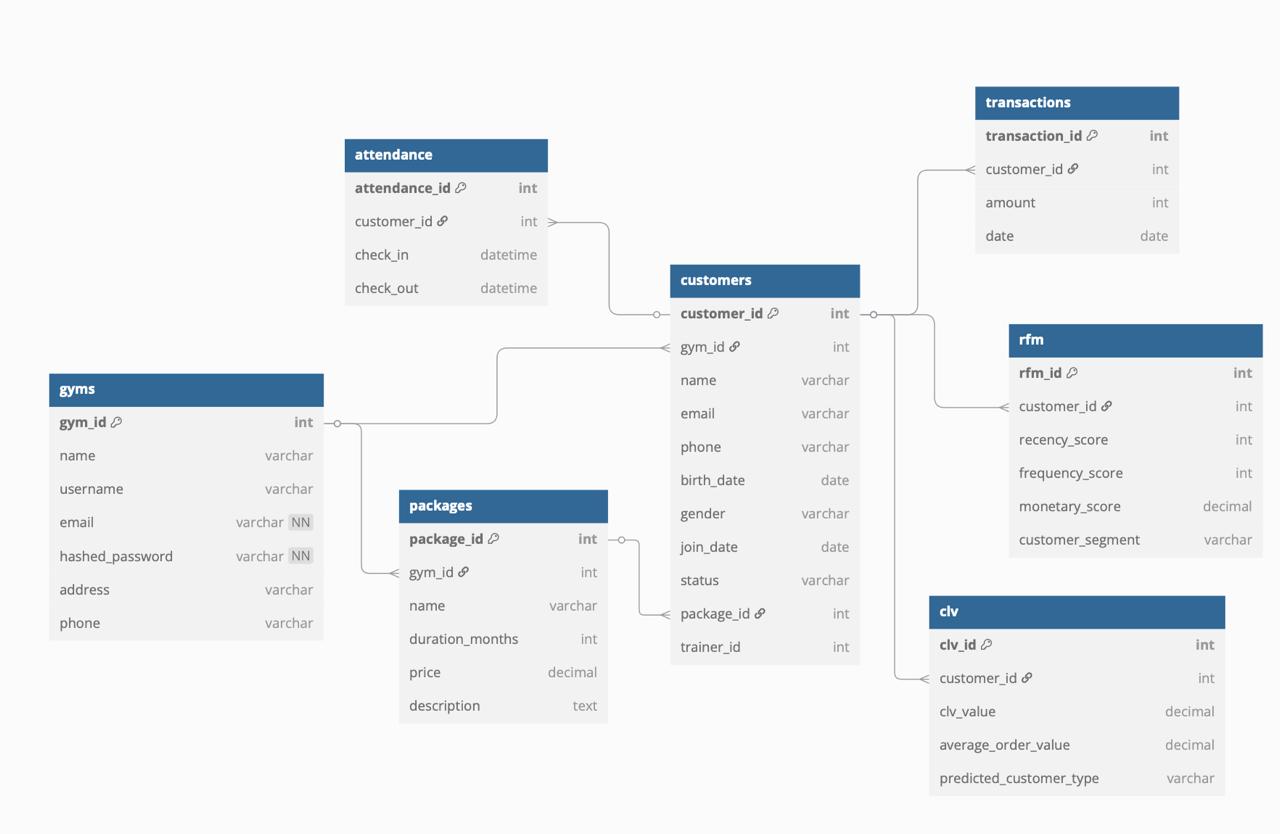 transactions
transaction_id int
customer_id int
amount int
date date
attendance
attendance_id int
customer_id int
check_in datetime
check_out datetime
customers
customer_id int
gym_id int
name varchar
email varchar
phone varchar
birth_date date
gender varchar
join_date date
status varchar
package_id int
trainer_id int
rfm
rfm_id int
customer_id int
recency_score int
frequency_score int
monetary_score decimal
customer_segment varchar
gyms
gym_id int
name varchar
username varchar
email varchar NN
hashed_password varchar NN
address varchar
phone varchar
packages
package_id int
gym_id int
name varchar
duration_months int
price decimal
description text
clv
clv_id int
customer_id int
clv_value decimal
average_order_value decimal
predicted_customer_type varchar